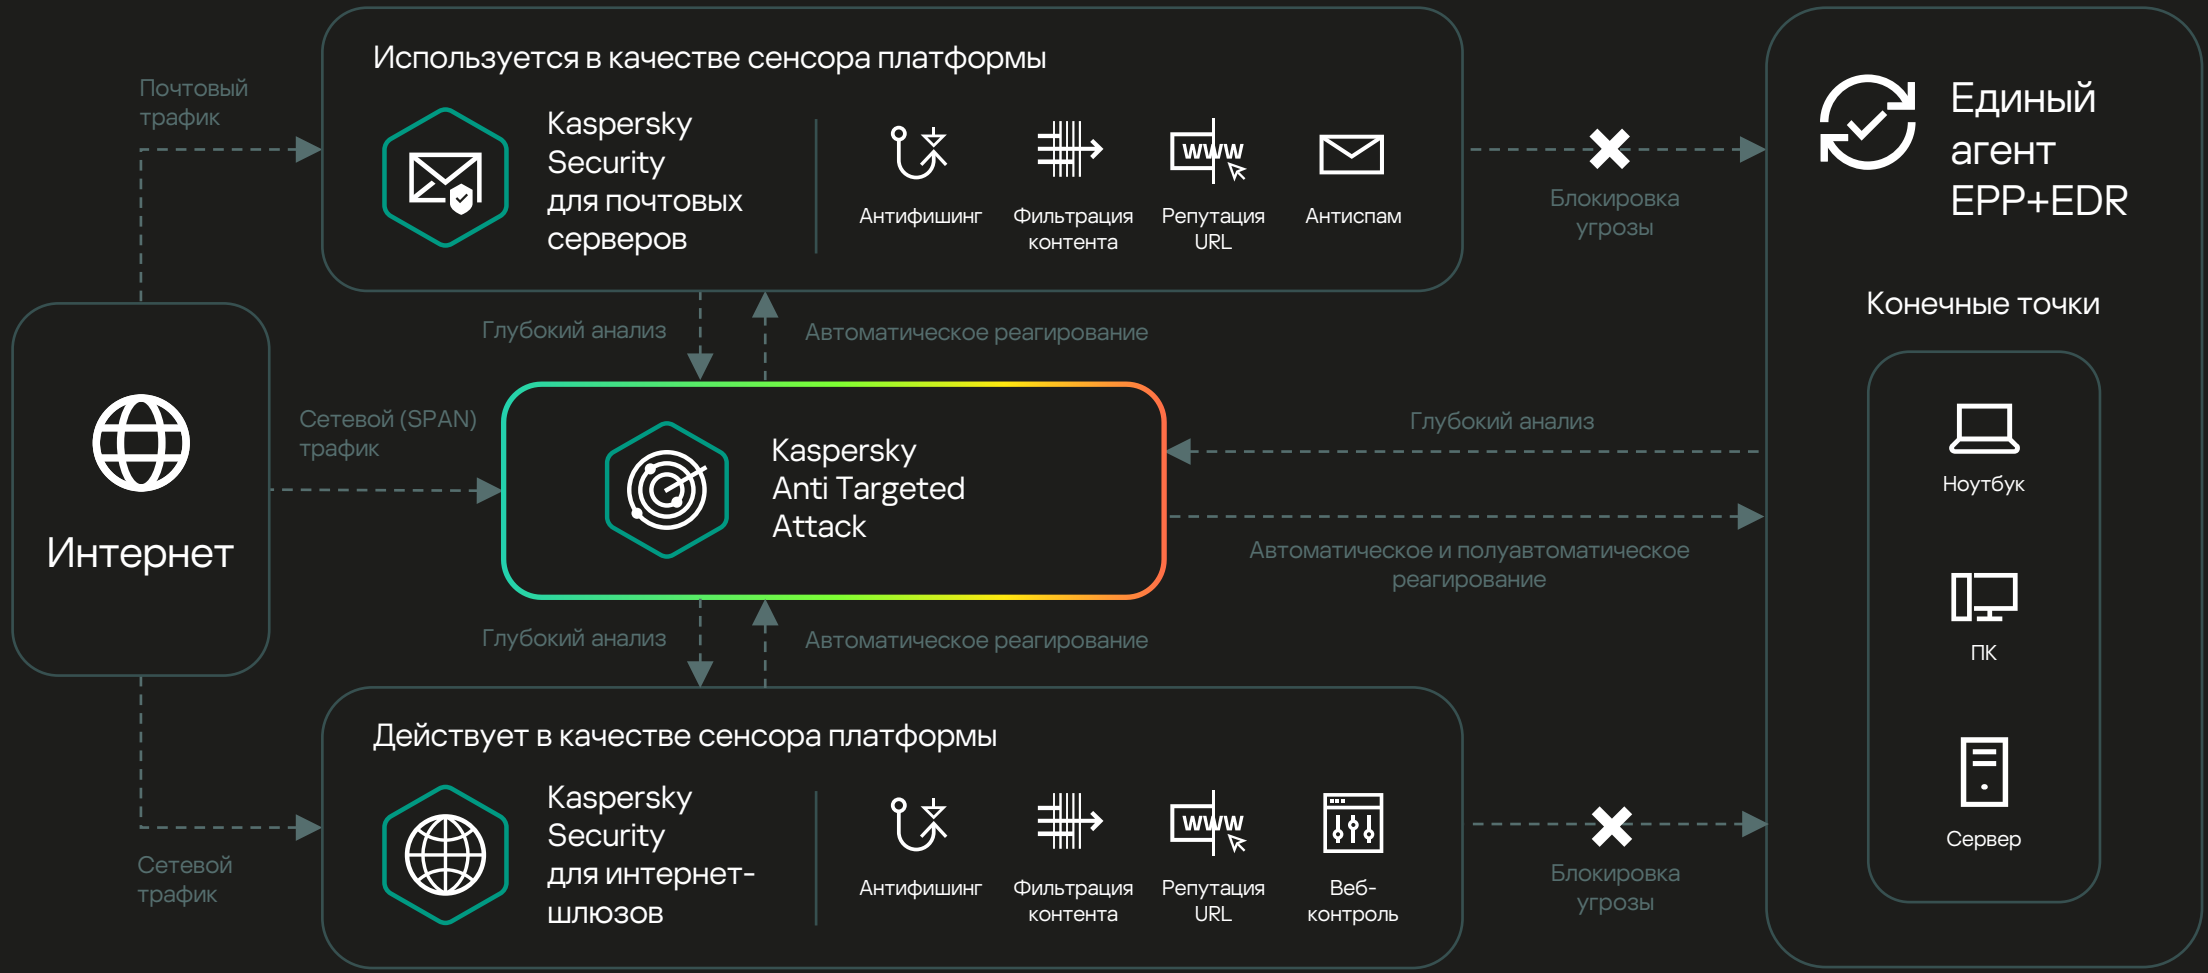 Используется в качестве сенсора платформы
Почтовый
трафик
Kaspersky
Security
для почтовых
серверов
WWW
Антифишинг
Фильтрация
контента
Репутация
URL
Антиспам
Блокировка
угрозы
Единый
агент
EPP+EDR
Конечные точки
Глубокий анализ
Автоматическое реагирование
Интернет
Сетевой (SPAN)
трафик
Kaspersky
Anti Targeted
Attack
Глубокий анализ
Автоматическое и полуавтоматическое
реагирование
Ноутбук
ПК
Сервер
Глубокий анализ
Автоматическое реагирование
Действует в качестве сенсора платформы
Сетевой
трафик
Kaspersky
Security
для интернет-
шлюзов
WWW
Антифишинг
Фильтрация
контента
Репутация
URL
Веб-
контроль
Блокировка
угрозы